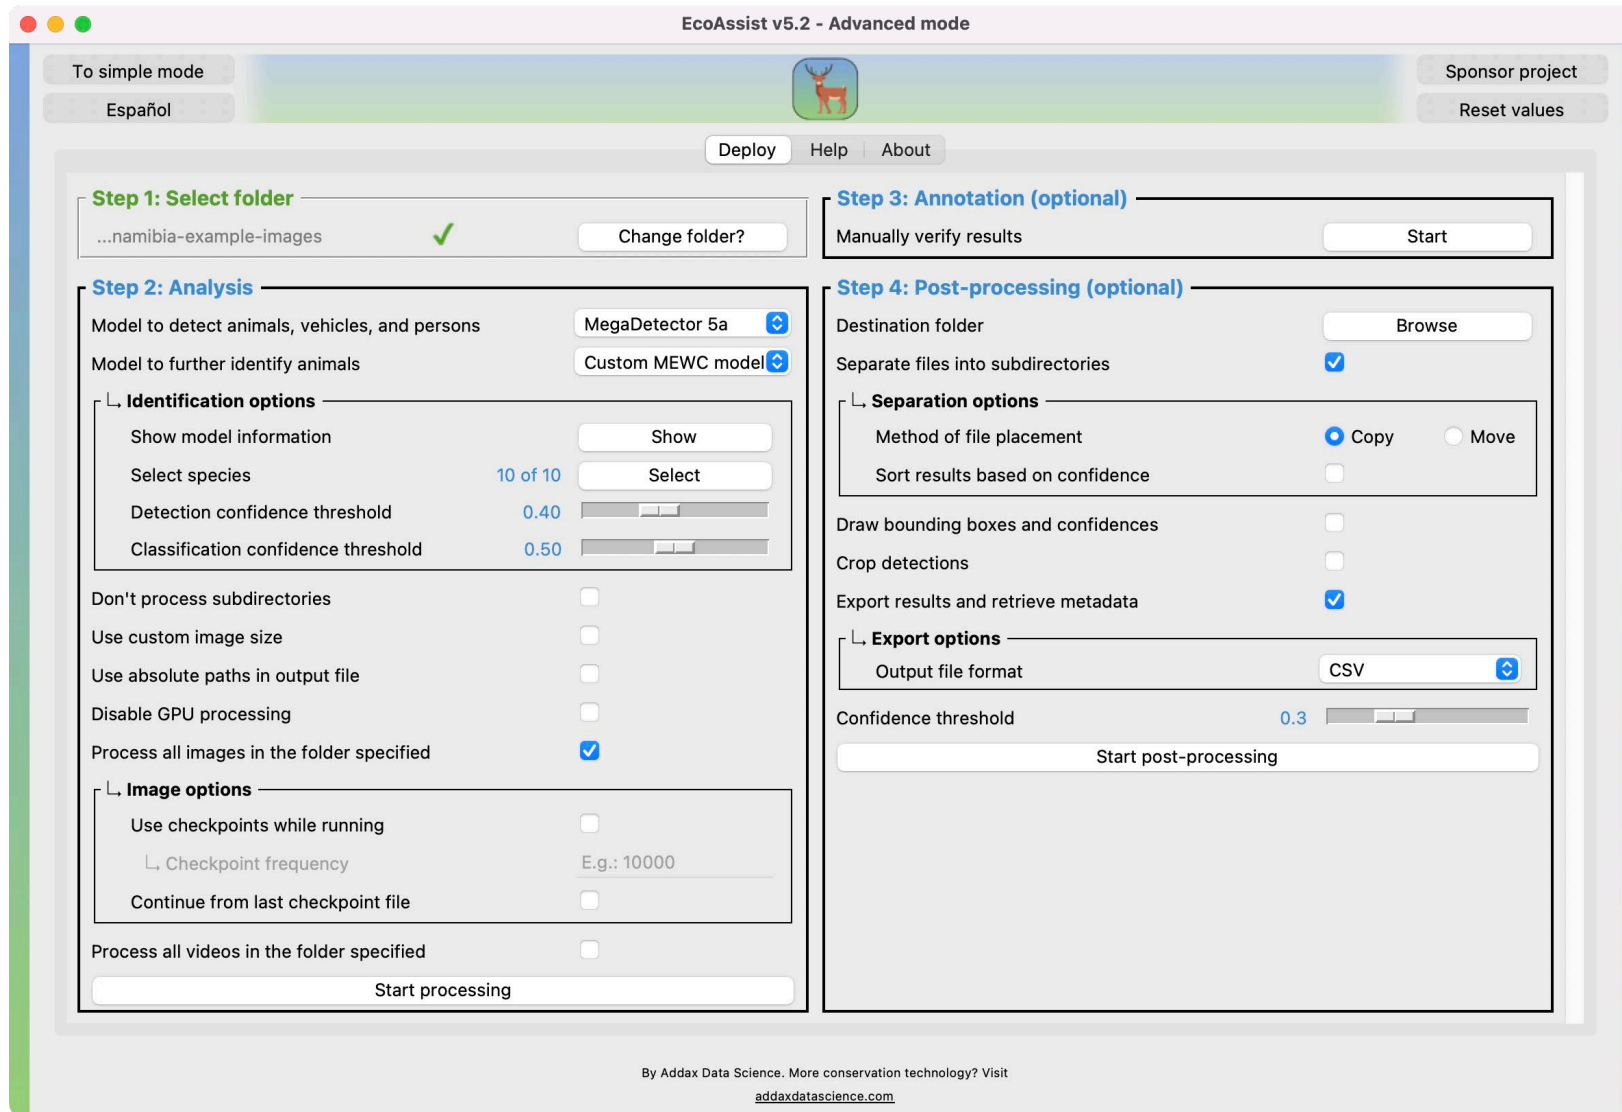 EcoAssist v5.2 - Advanced mode
To simple mode
Español
Sponsor project
Reset values
Deploy
Help
About
Step 1: Select folder
...namibia-example-images
Change folder?
Step 2: Analysis
Model to detect animals, vehicles, and persons
MegaDetector 5a
Model to further identify animals
Custom MEWC model
Identification options
Show model information
Show
Select species
10 of 10
Select
Detection confidence threshold
0.40
Classification confidence threshold
0.50
Don't process subdirectories
Use custom image size
Use absolute paths in output file
Disable GPU processing
Process all images in the folder specified
Image options
Use checkpoints while running
Checkpoint frequency
E.g.: 10000
Continue from last checkpoint file
Process all videos in the folder specified
Start processing
Step 3: Annotation (optional)
Manually verify results
Start
Step 4: Post-processing (optional)
Destination folder
Browse
Separate files into subdirectories
Separation options
Method of file placement
Copy
Move
Sort results based on confidence
Draw bounding boxes and confidences
Crop detections
Export results and retrieve metadata
Export options
Output file format
CSV
Confidence threshold
0.3
Start post-processing
By Addax Data Science. More conservation technology? Visit
addaxdatascience.com